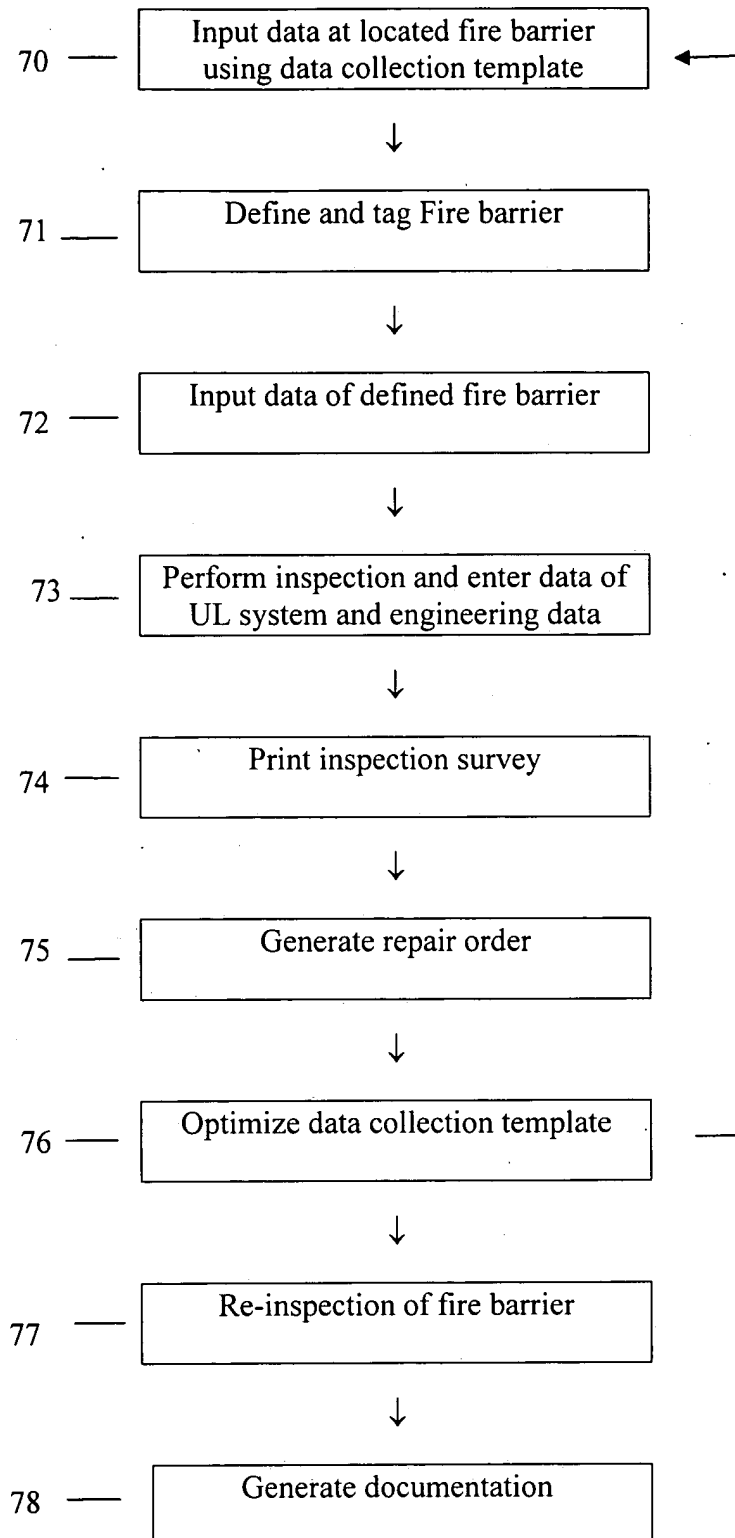 70
Input data at located fire barrier
using data collection template
71
Define and tag Fire barrier
72
Input data of defined fire barrier
73
Perform inspection and enter data of
UL system and engineering data
74
Print inspection survey
75
Generate repair order
76
Optimize data collection template
77
Re-inspection of fire barrier
78
Generate documentation